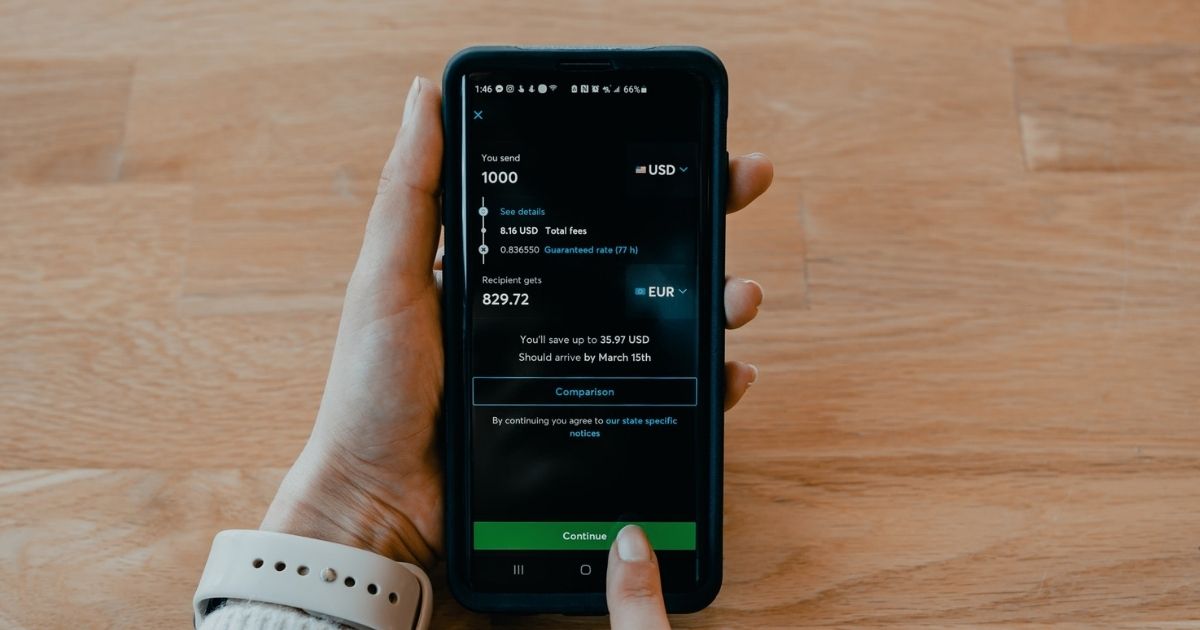 1:46 66%
You send
1000 USD
See details
8.16 USD Total fees
0.836550 Guaranteed rate (77 h)
Recipient gets
829.72 EUR
You'll save up to 35.97 USD
Should arrive by March 15th
Comparison
By continuing you agree to our state specific
notices
Continue